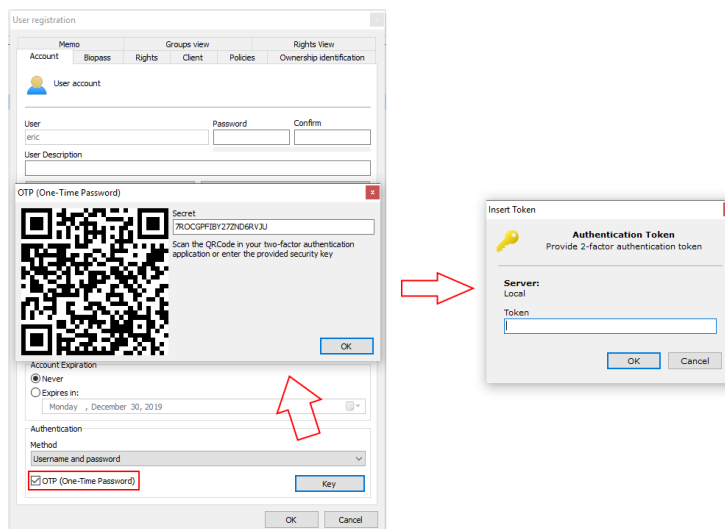 User registration
Memo Groups view Rights View
Account Biopass Rights Client Policies Ownership identification
User account
User Password Confirm
eric
User Description
OTP (One-Time Password)
Secret
7ROCGPFIBY27ZND6RVJU
Scan the QRCode in your two-factor authentication
application or enter the provided security key
OK
Account Expiration
Never
Expires in:
Monday , December 30, 2019
Authentication
Method
Username and password
OTP (One-Time Password) Key
OK Cancel
Insert Token
Authentication Token
Provide 2-factor authentication token
Server:
Local
Token
OK Cancel